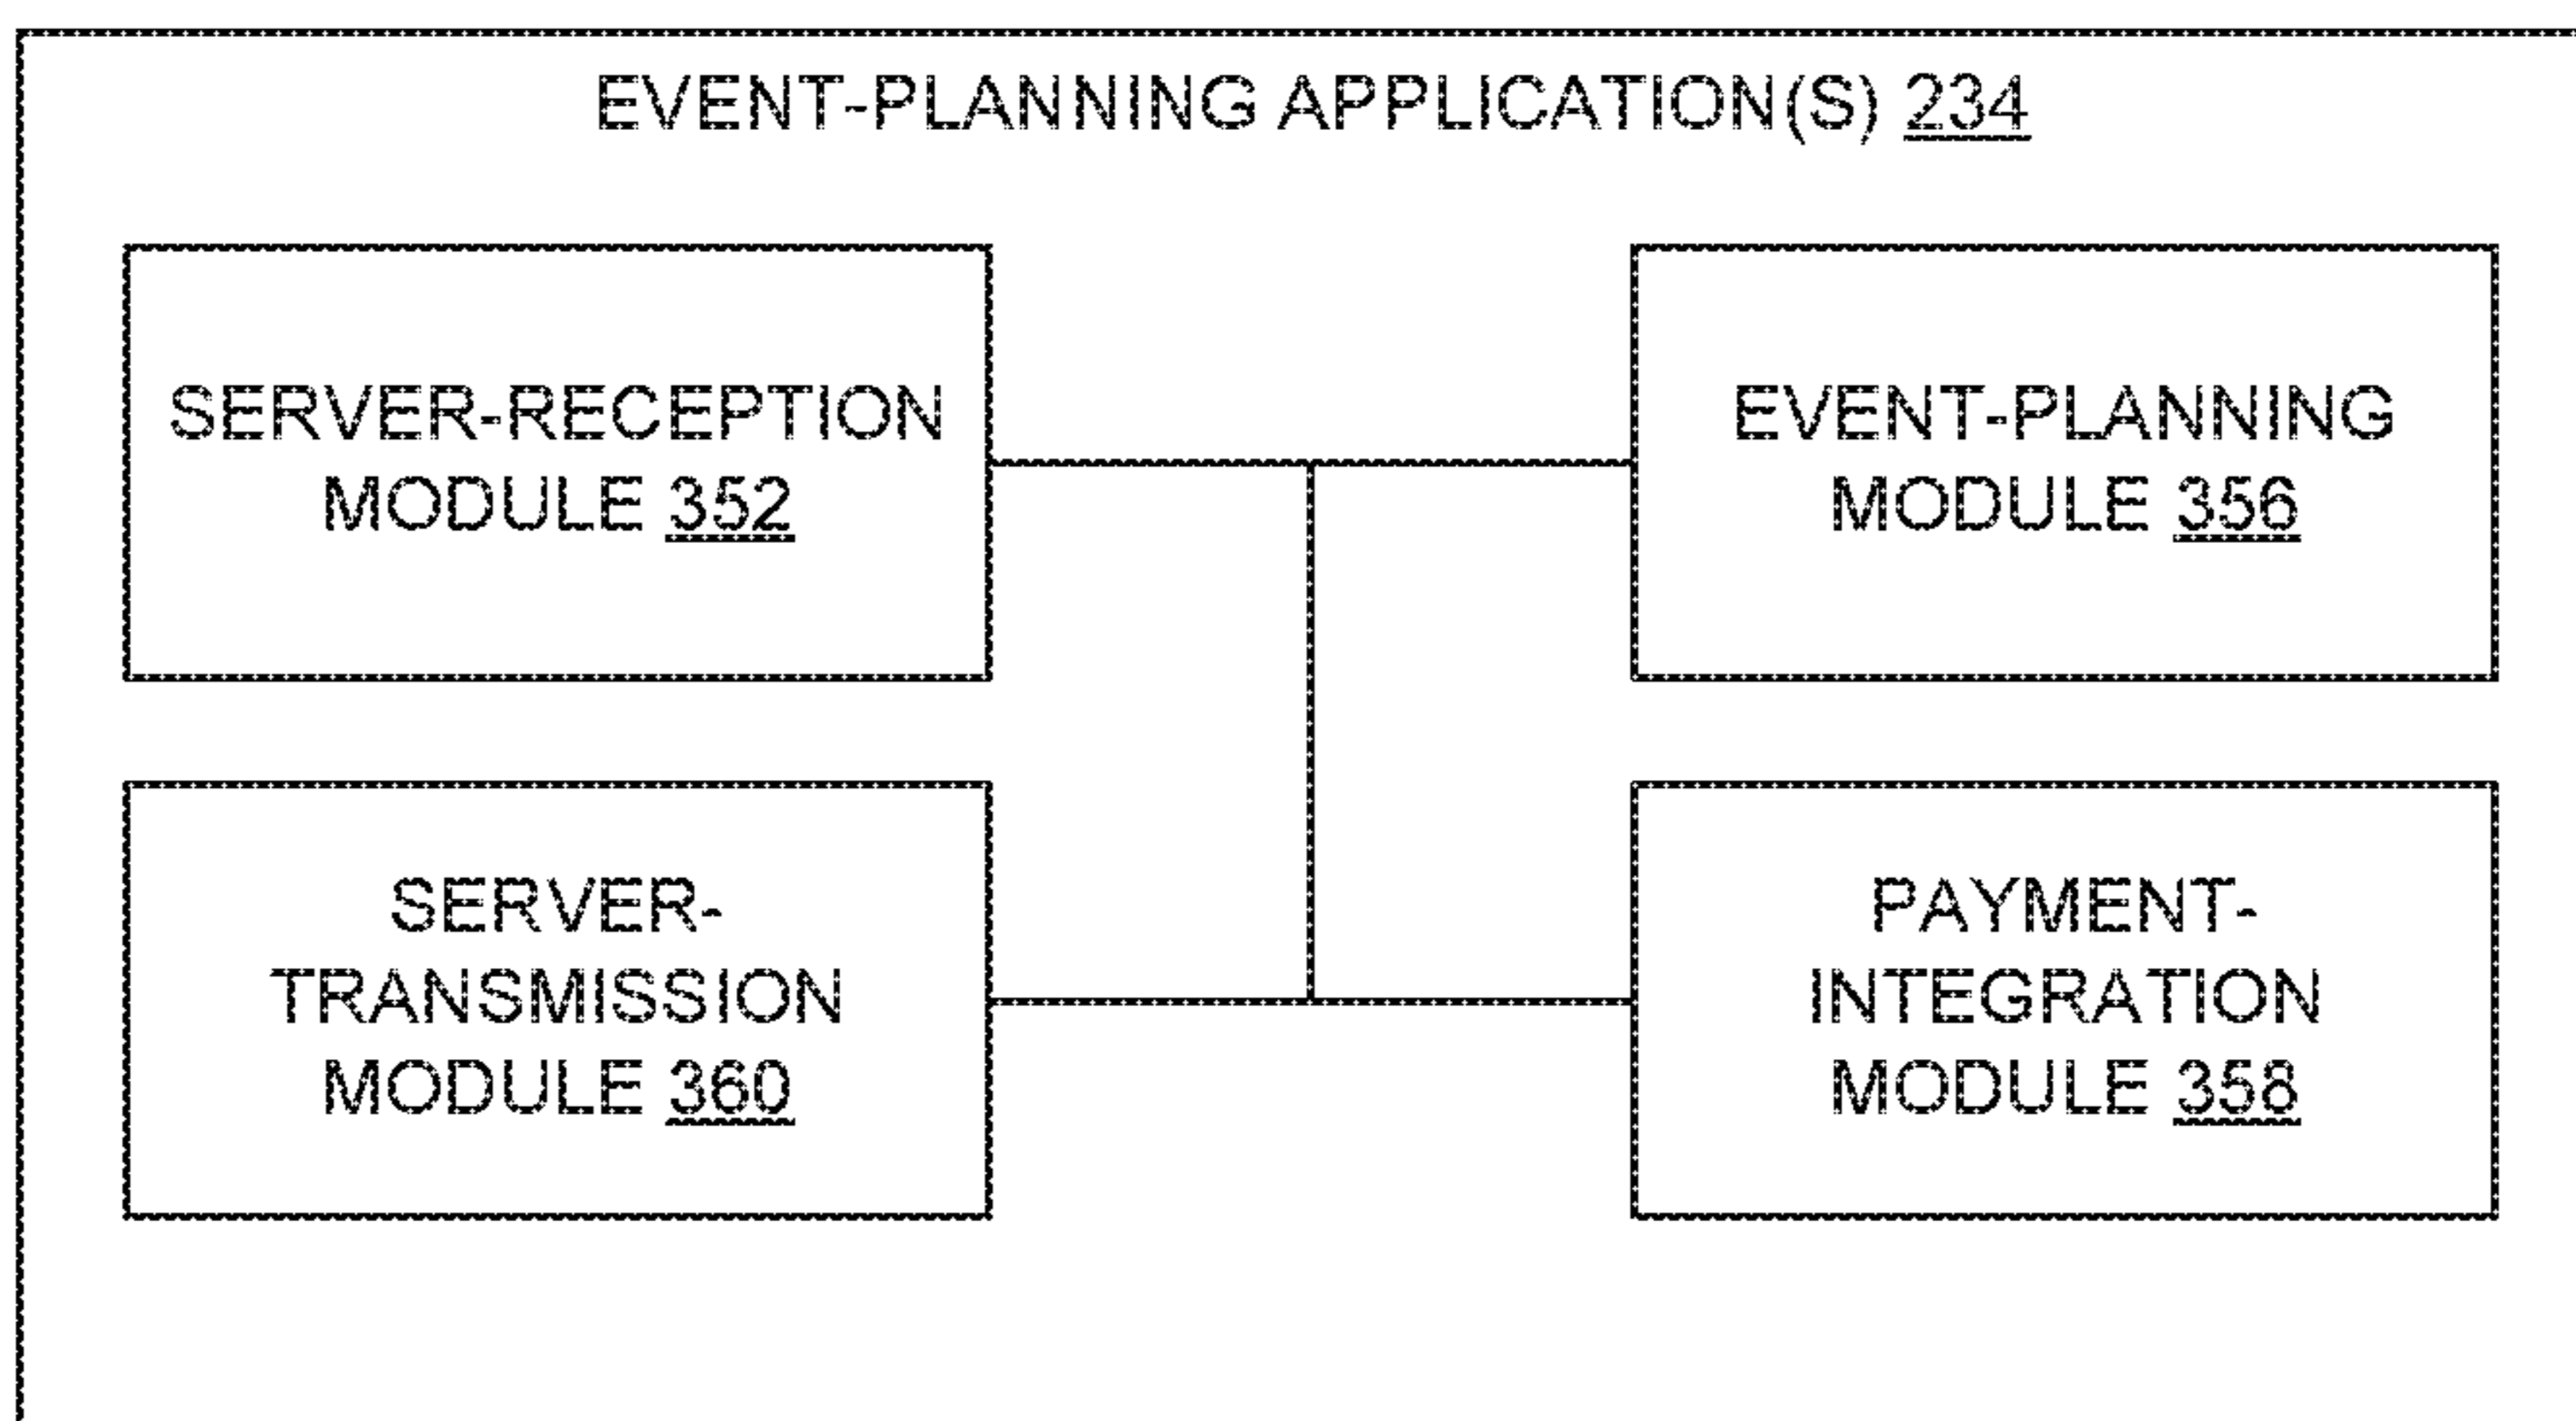 EVENT-PLANNING APPLICATION(S) 234
SERVER-RECEPTION
MODULE 352
EVENT-PLANNING
MODULE 356
SERVER-
TRANSMISSION
MODULE 360
PAYMENT-
INTEGRATION
MODULE 358